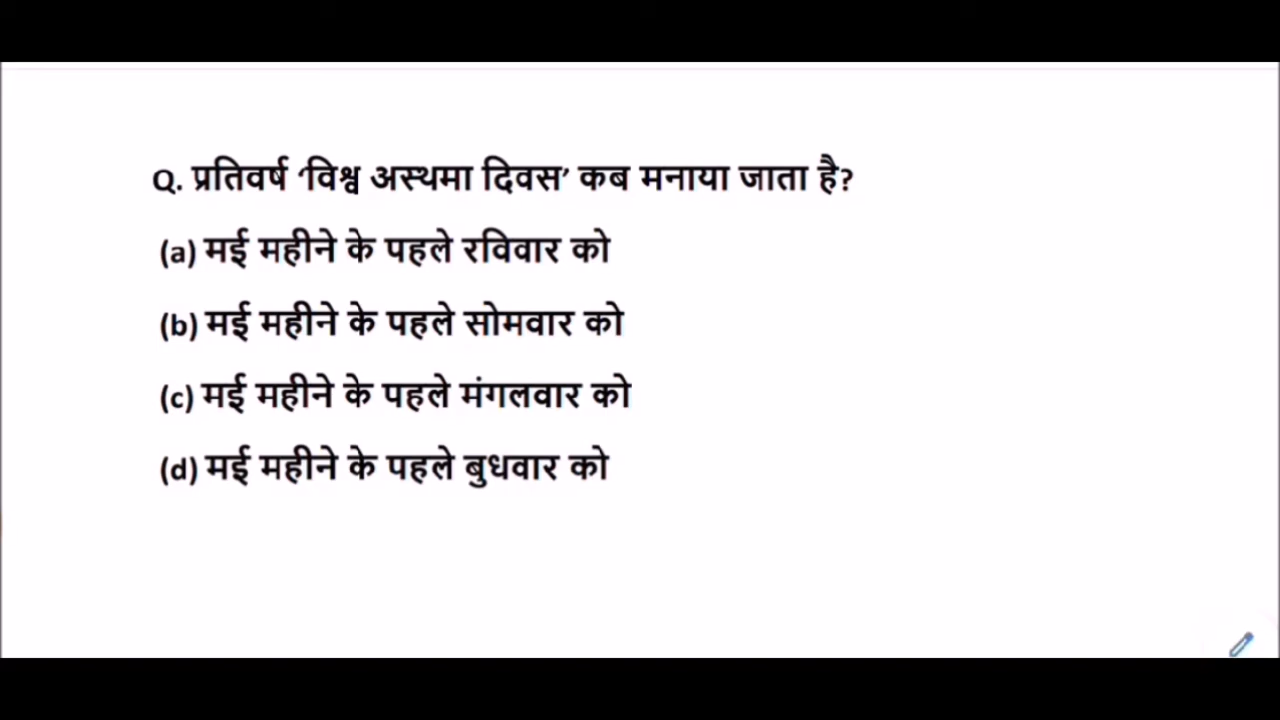 Q. प्रतिवर्ष ‘विश्व अस्थमा दिवस’ कब मनाया जाता है?
(a) मई महीने के पहले रविवार को
(b) मई महीने के पहले सोमवार को
(c) मई महीने के पहले मंगलवार को
(d) मई महीने के पहले बुधवार को